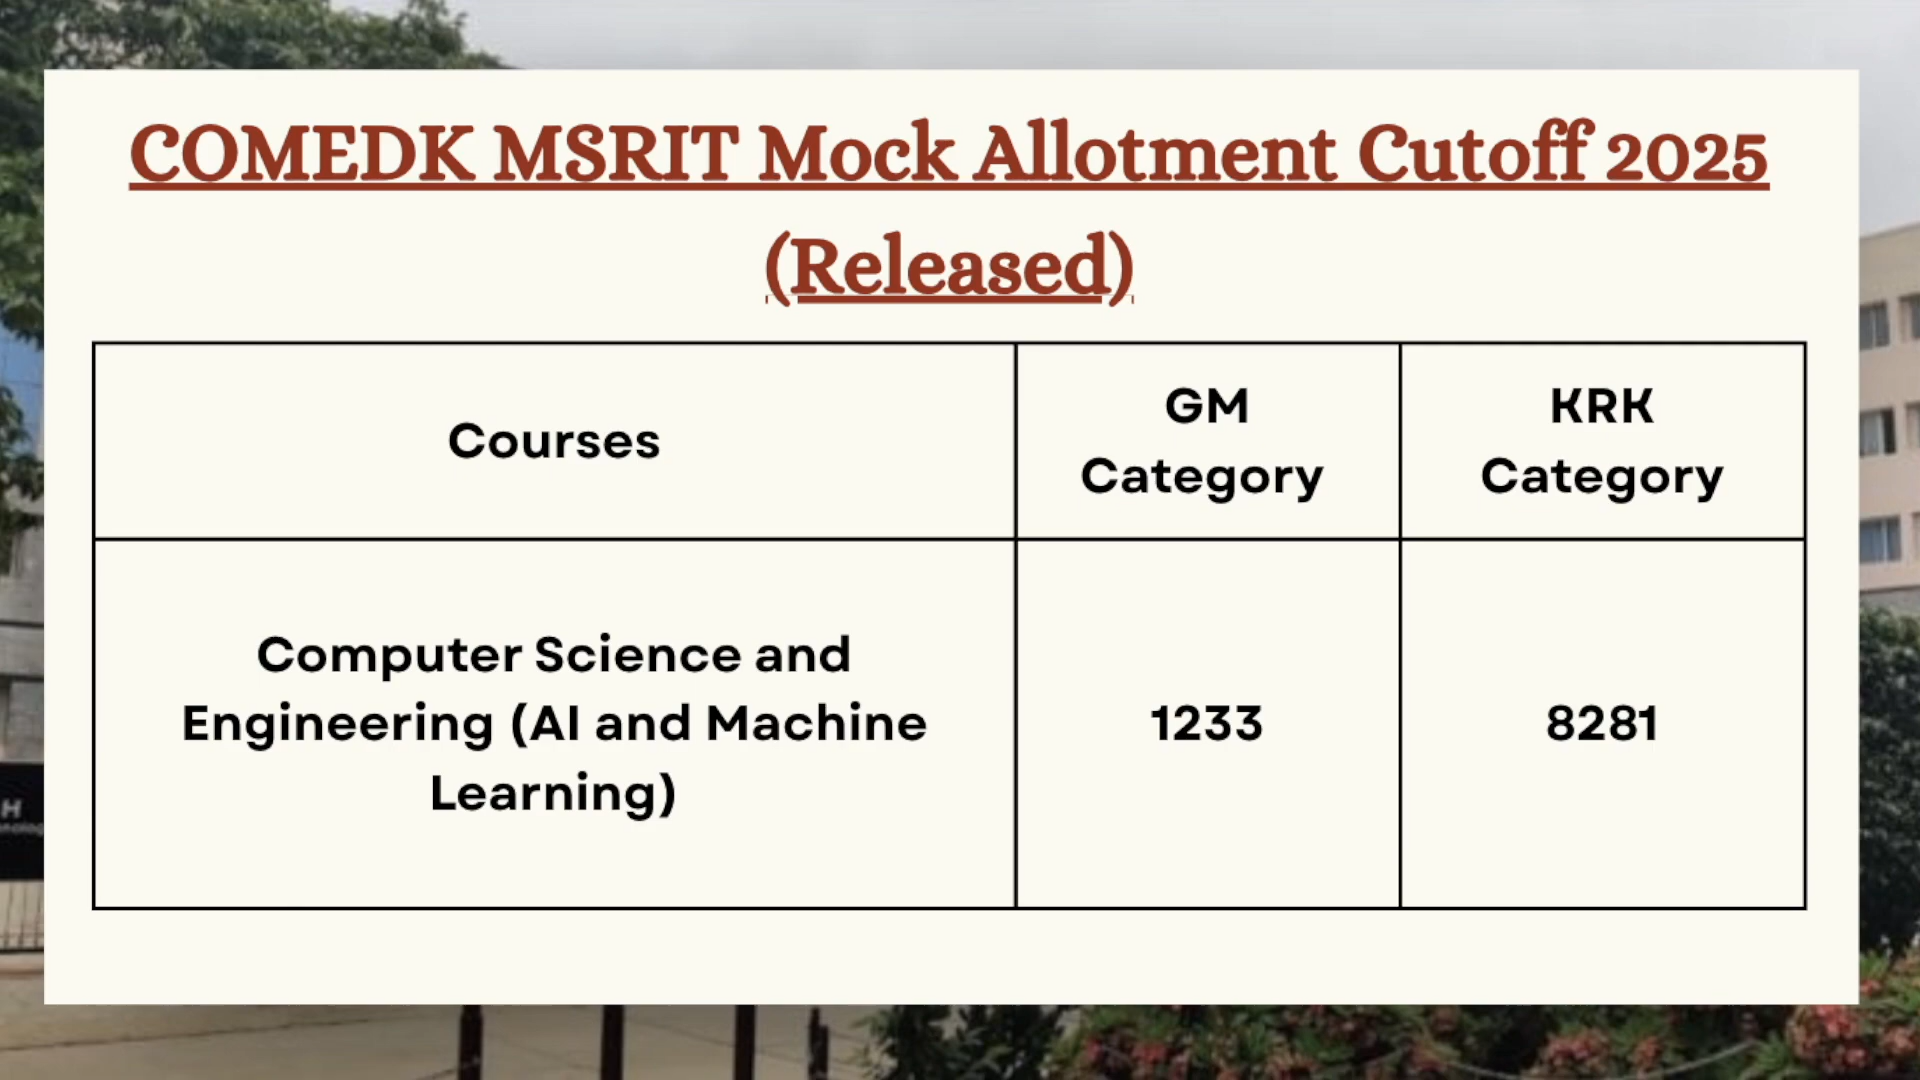 COMEDK MSRIT Mock Allotment Cutoff 2025
(Released)
Courses
GM
Category
KRK
Category
Computer Science and
Engineering (AI and Machine
Learning)
1233
8281
H